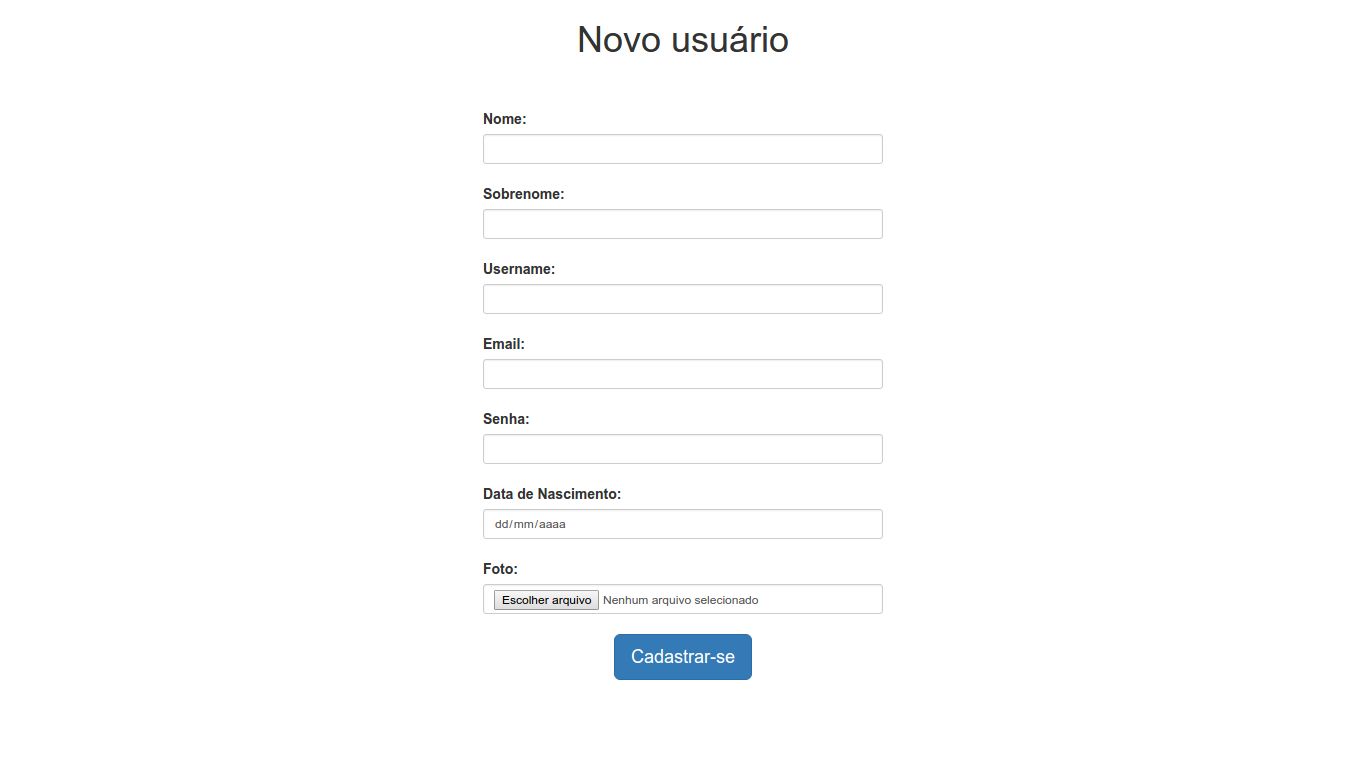 Novo usuário
Nome:
Sobrenome:
Username:
Email:
Senha:
Data de Nascimento:
dd/mm/aaaa
Foto:
Escolher arquivo Nenhum arquivo selecionado
Cadastrar-se